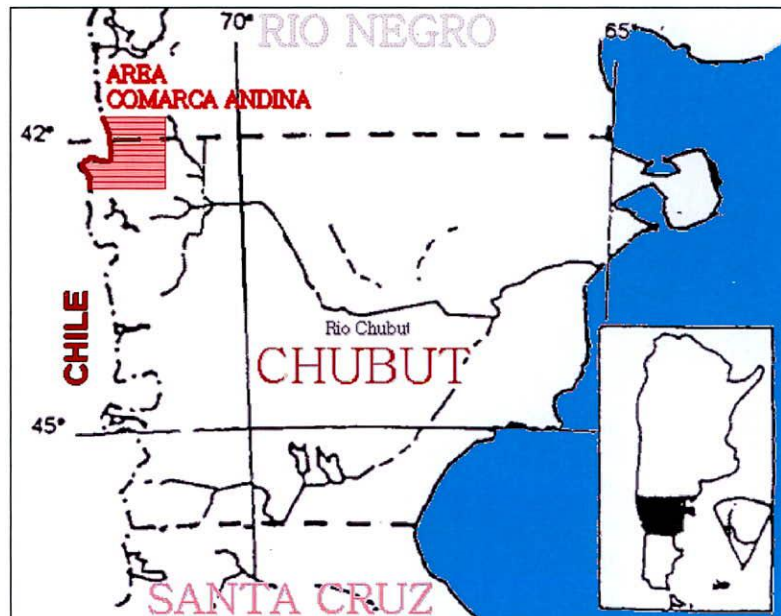 70°
RIO NEGRO
65°
AREA
COMARCA ANDINA
42°
CHILE
Rio Chubut
CHUBUT
45°
SANTA CRUZ